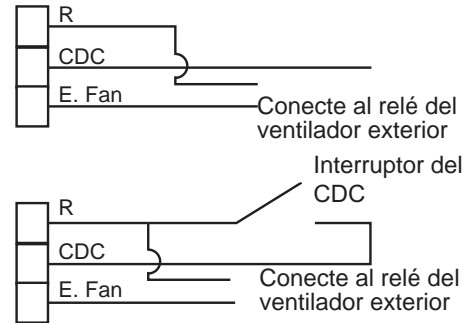 R
CDC
E. Fan
Conecte al relé del
ventilador exterior
Interruptor del
CDC
R
CDC
E. Fan
Conecte al relé del
ventilador exterior